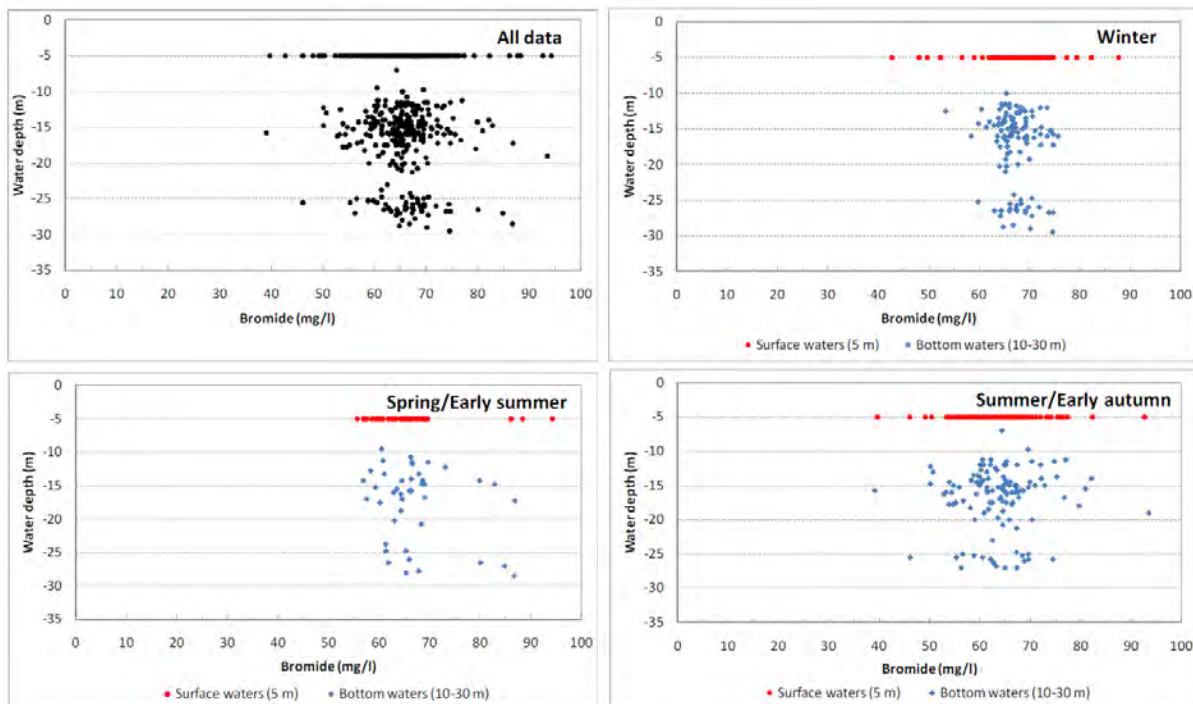 All data
0
-5
-10
-15
-20
-25
-30
-35
Water depth (m)
0 10 20 30 40 50 60 70 80 90 100
Bromide (mg/l)
Winter
0
-5
-10
-15
-20
-25
-30
-35
Water depth (m)
0 10 20 30 40 50 60 70 80 90 100
Bromide (mg/l)
Surface waters (5 m) Bottom waters (10-30 m)
Spring/Early summer
0
-5
-10
-15
-20
-25
-30
-35
Water depth (m)
0 10 20 30 40 50 60 70 80 90 100
Bromide (mg/l)
Surface waters (5 m) Bottom waters (10-30 m)
Summer/Early autumn
0
-5
-10
-15
-20
-25
-30
-35
Water depth (m)
0 10 20 30 40 50 60 70 80 90 100
Bromide (mg/l)
Surface waters (5 m) Bottom waters (10-30 m)